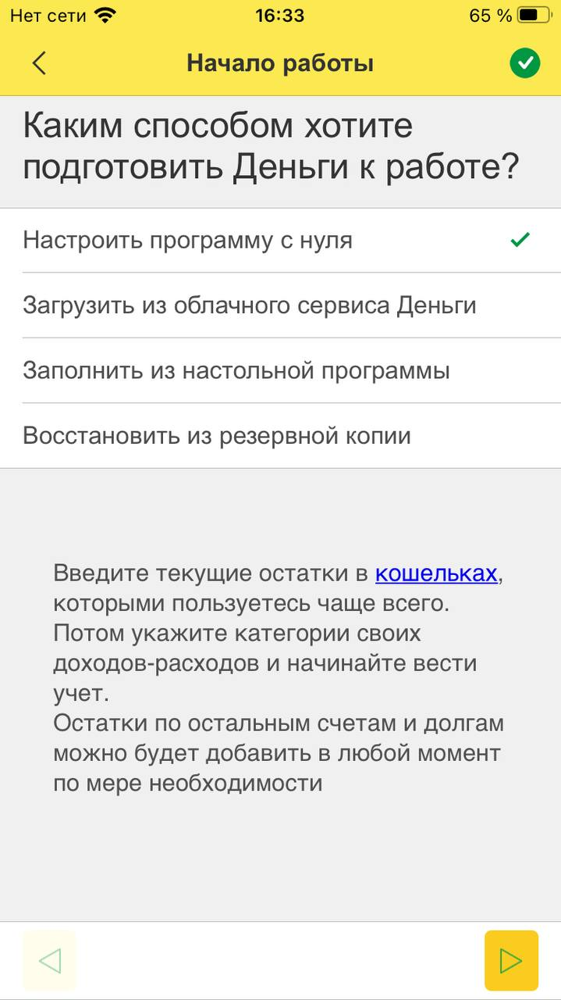 Нет сети 16:33 65 %
Начало работы
Каким способом хотите
подготовить Деньги к работе?
Настроить программу с нуля
Загрузить из облачного сервиса Деньги
Заполнить из настольной программы
Восстановить из резервной копии
Введите текущие остатки в кошельках,
которыми пользуетесь чаще всего.
Потом укажите категории своих
доходов-расходов и начинайте вести
учет.
Остатки по остальным счетам и долгам
можно будет добавить в любой момент
по мере необходимости